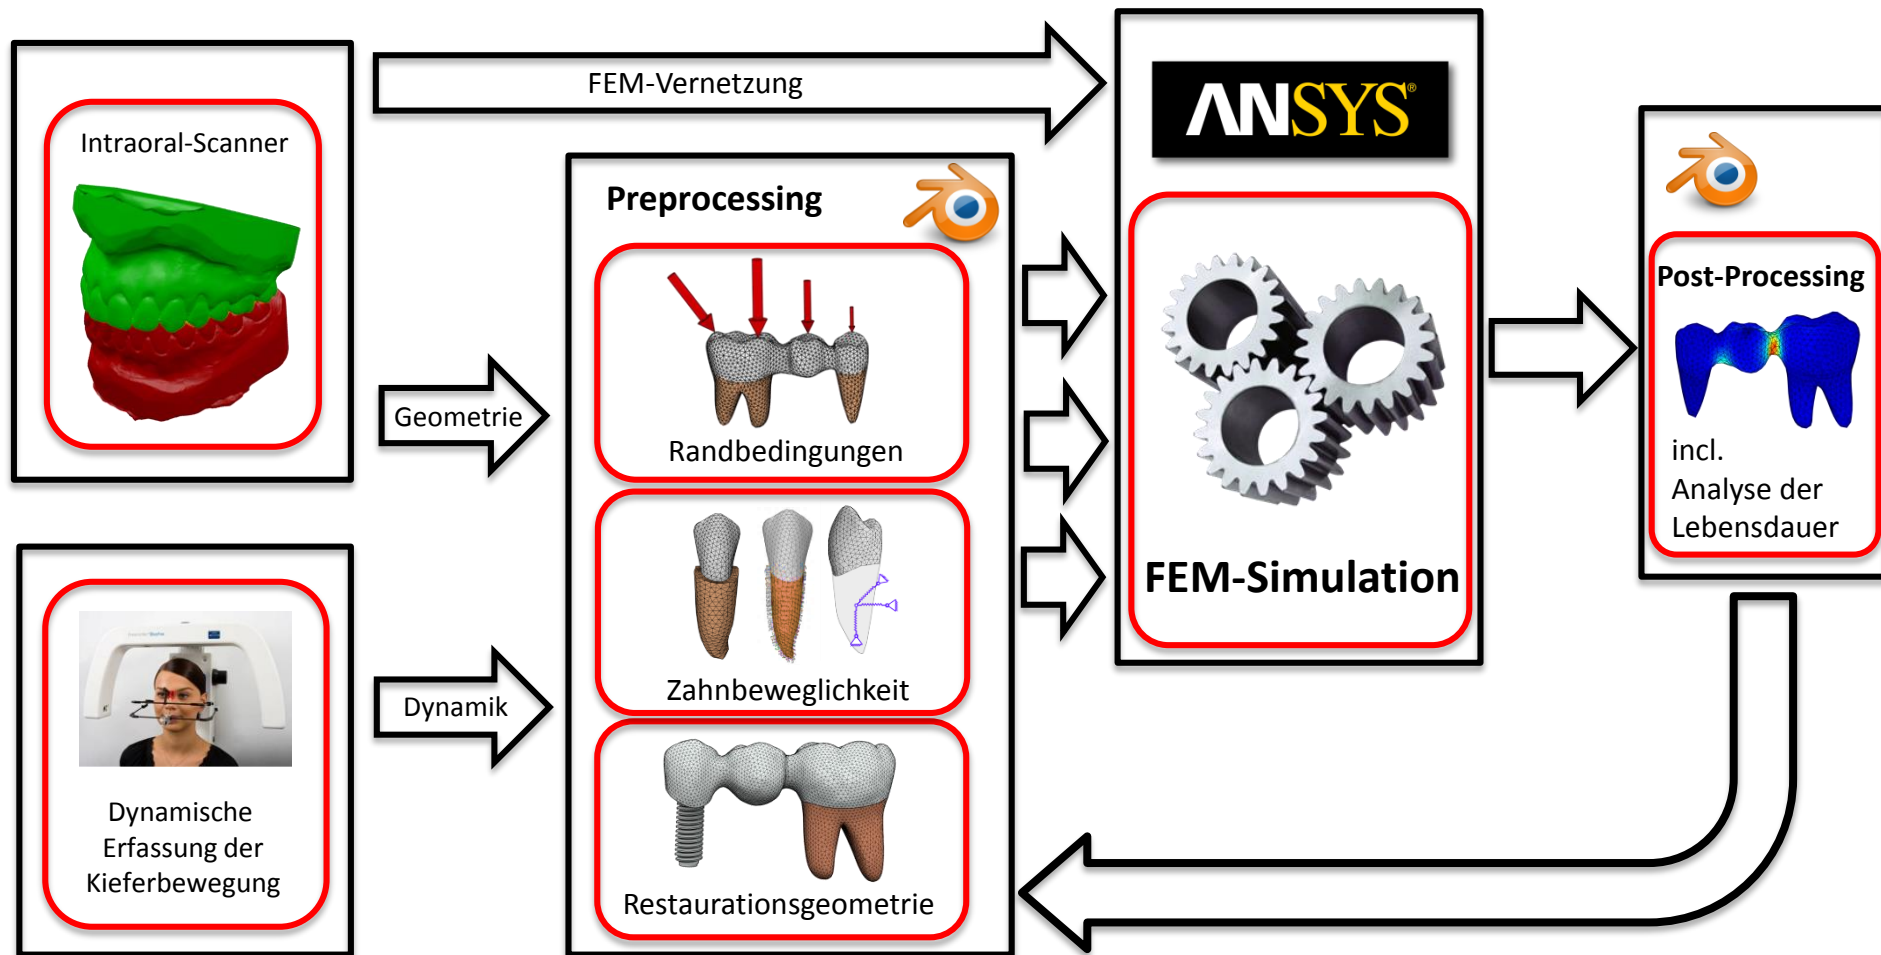 Intraoral-Scanner
FEM-Vernetzung
Geometrie
Dynamische
Erfassung der
Kieferbewegung
Dynamik
Preprocessing
Randbedingungen
Zahnbeweglichkeit
Restaurationsgeometrie
ANSYS®
FEM-Simulation
Post-Processing
incl.
Analyse der
Lebensdauer